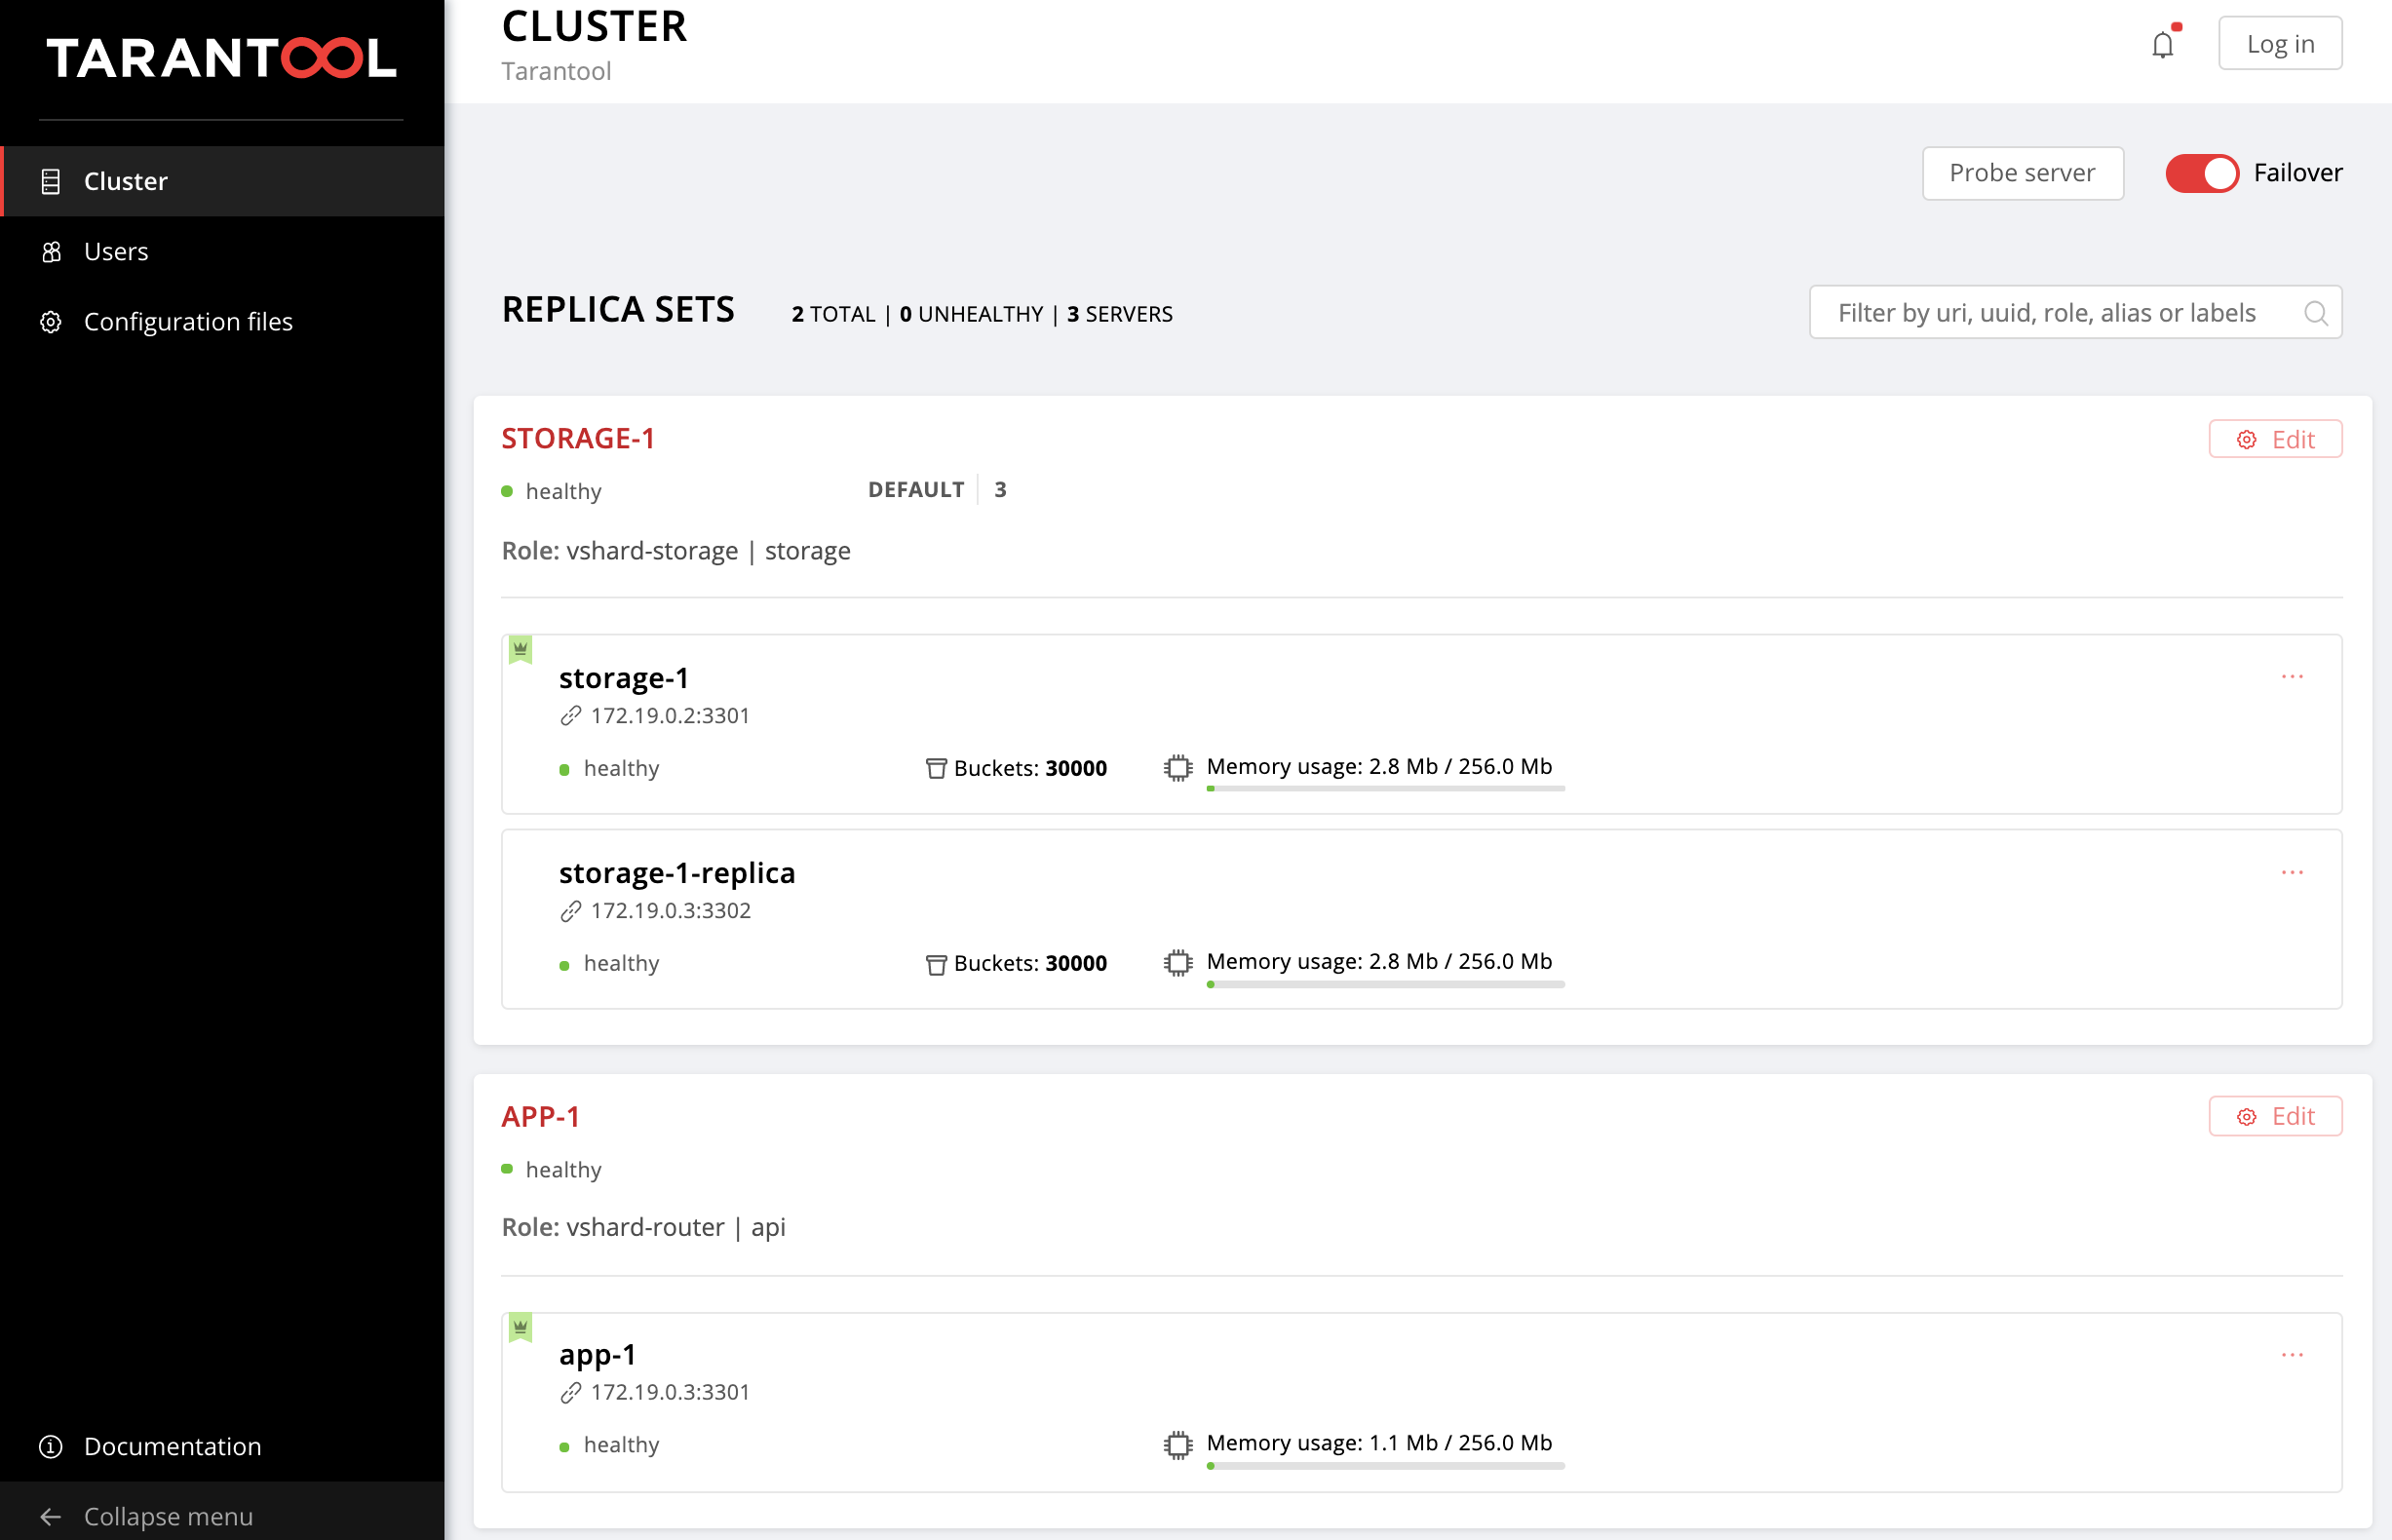 TARANTOOL
Cluster
Users
Configuration files
Documentation
Collapse menu
CLUSTER
Tarantool
Log in
Probe server
Failover
REPLICA SETS
2 TOTAL | 0 UNHEALTHY | 3 SERVERS
Filter by uri, uuid, role, alias or labels
STORAGE-1
Edit
healthy
DEFAULT 3
Role: vshard-storage | storage
storage-1
...
172.19.0.2:3301
healthy
Buckets: 30000
Memory usage: 2.8 Mb / 256.0 Mb
storage-1-replica
...
172.19.0.3:3302
healthy
Buckets: 30000
Memory usage: 2.8 Mb / 256.0 Mb
APP-1
Edit
healthy
Role: vshard-router | api
app-1
...
172.19.0.3:3301
healthy
Memory usage: 1.1 Mb / 256.0 Mb